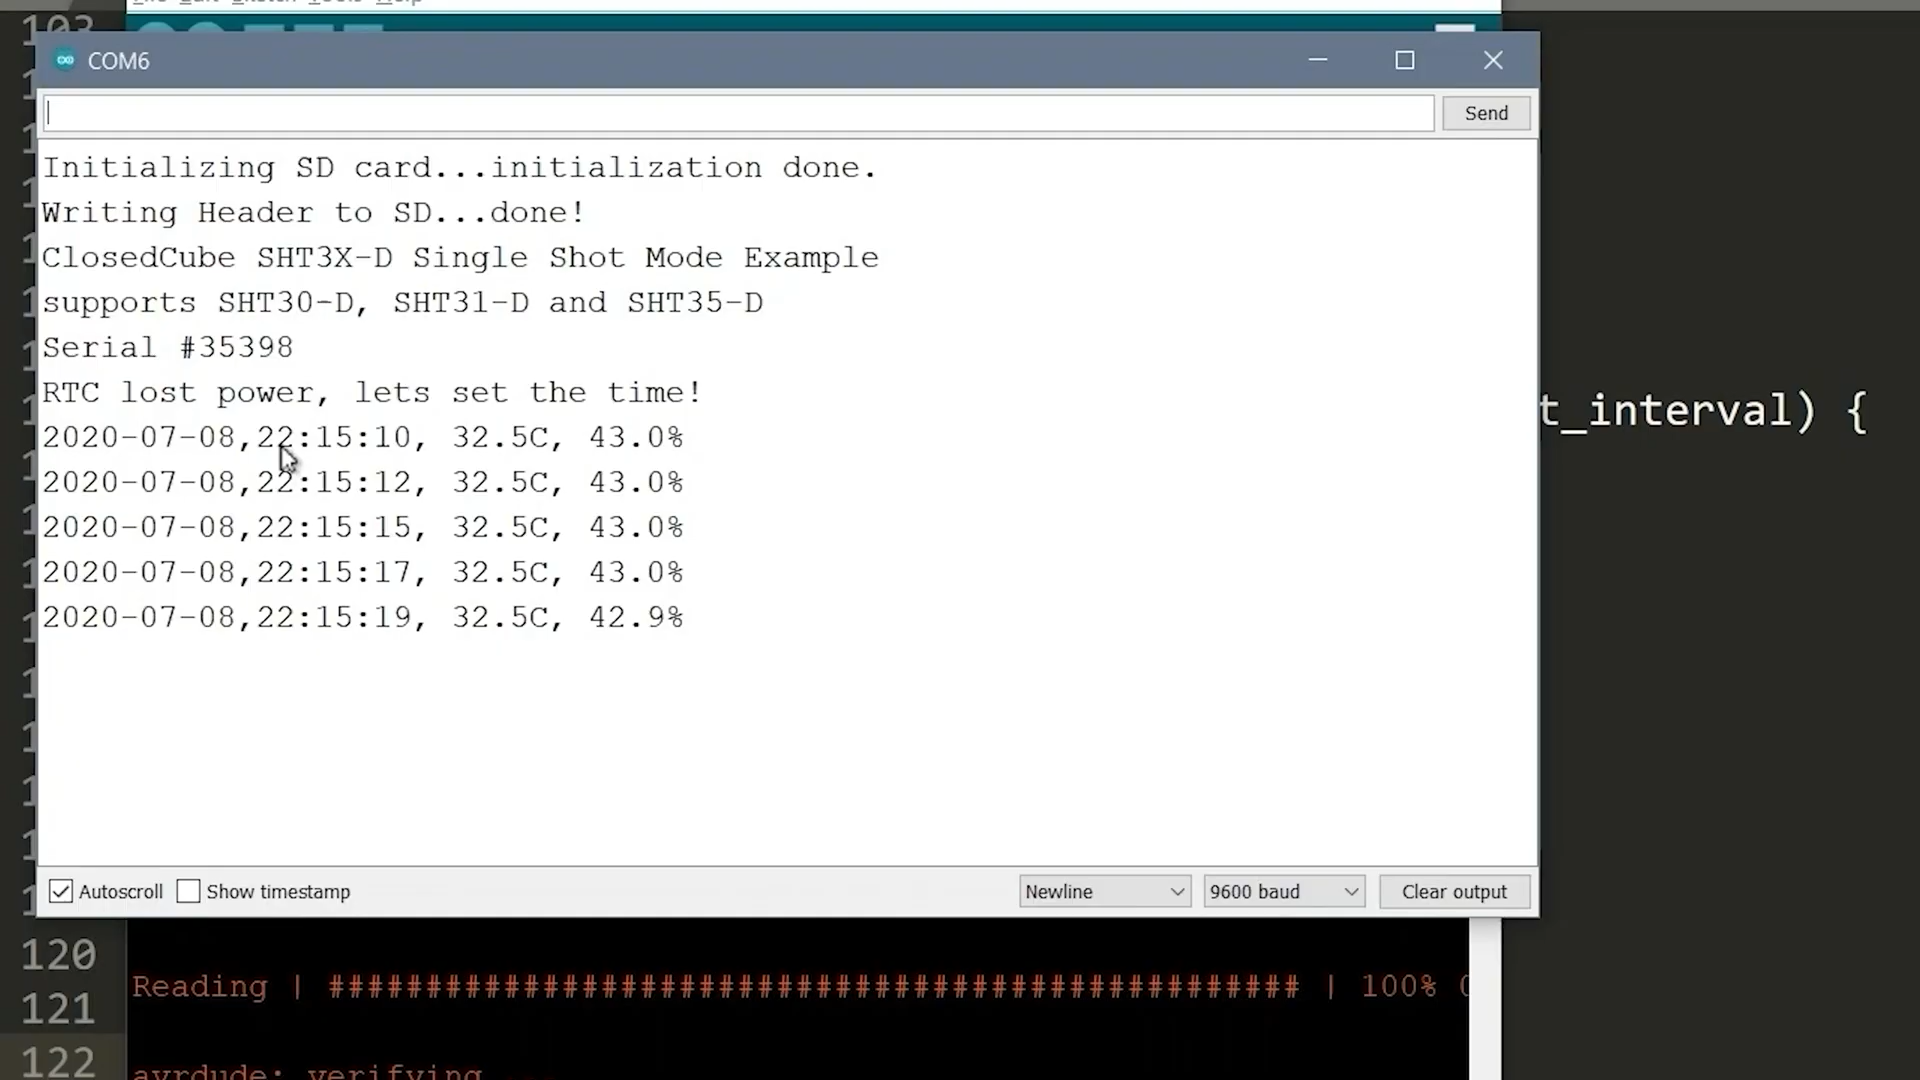 COM6
Send
Initializing SD card...initialization done.
Writing Header to SD...done!
ClosedCube SHT3X-D Single Shot Mode Example
supports SHT30-D, SHT31-D and SHT35-D
Serial #35398
RTC lost power, lets set the time!
t_interval) {
2020-07-08,22:15:10, 32.5C, 43.0%
2020-07-08,22:15:12, 32.5C, 43.0%
2020-07-08,22:15:15, 32.5C, 43.0%
2020-07-08,22:15:17, 32.5C, 43.0%
2020-07-08,22:15:19, 32.5C, 42.9%
Autoscroll Show timestamp Newline 9600 baud Clear output
120
Reading | ################################################## | 100%
121
122
avrdude: verifying